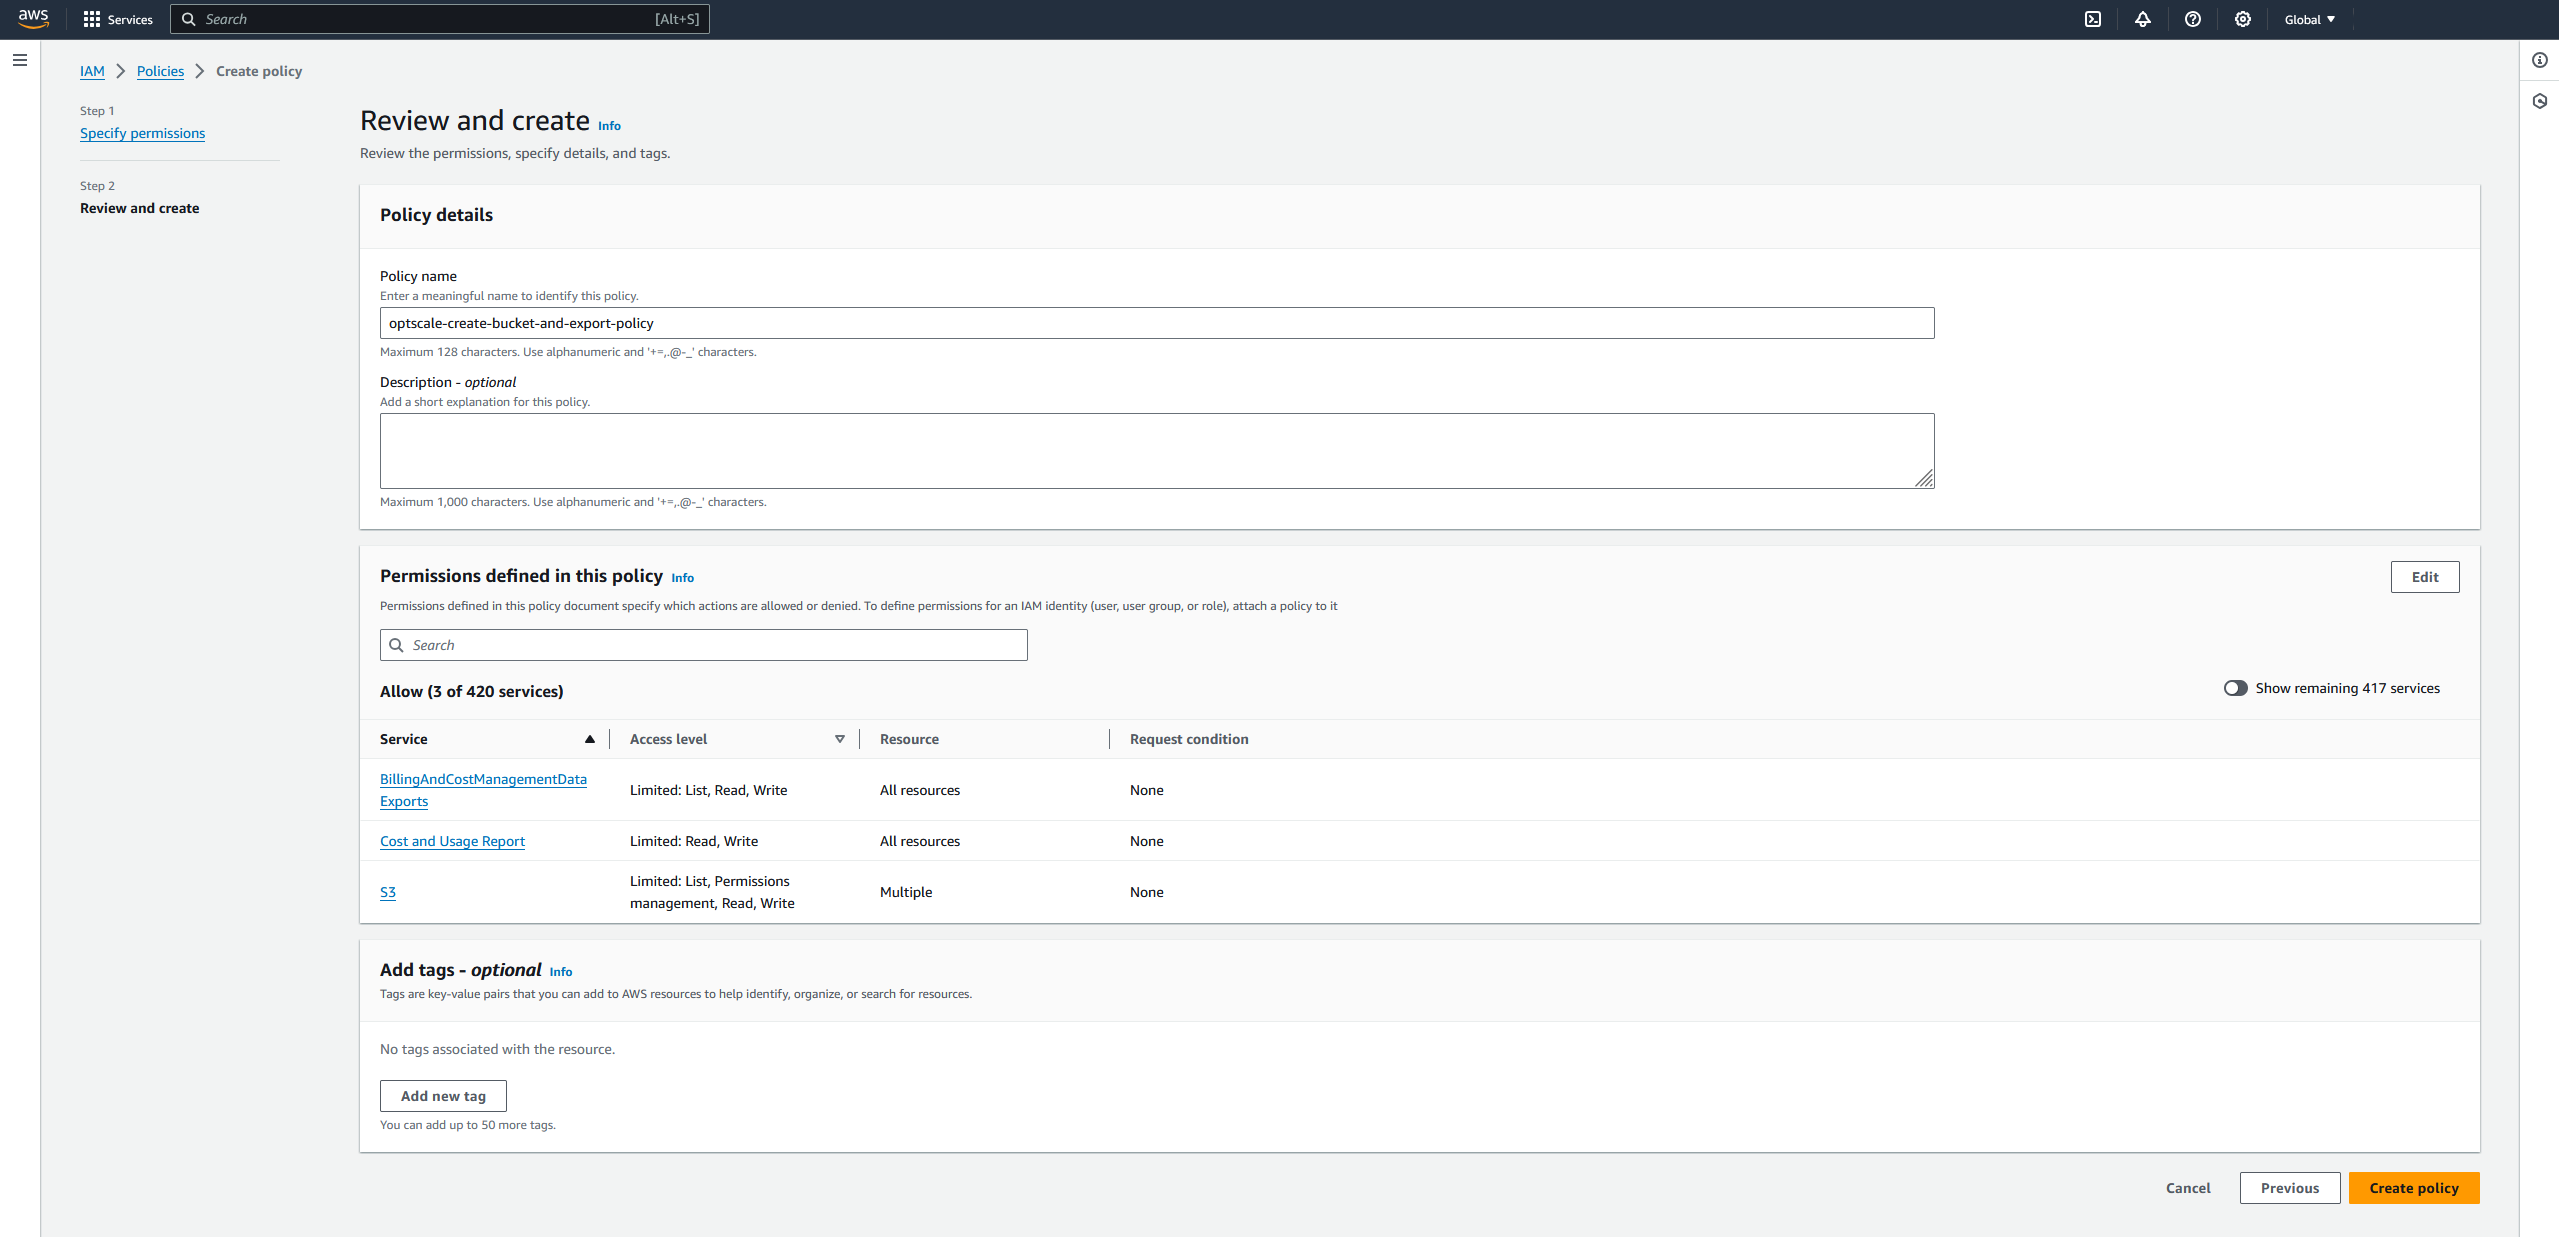 aws
Services
Search
[Alt+S]
Global
IAM
Policies
Create policy
Step 1
Specify permissions
Step 2
Review and create
Review and create Info
Review the permissions, specify details, and tags.
Policy details
Policy name
Enter a meaningful name to identify this policy.
optscale-create-bucket-and-export-policy
Maximum 128 characters. Use alphanumeric and '+=,.@-_' characters.
Description - optional
Add a short explanation for this policy.
Maximum 1,000 characters. Use alphanumeric and '+=,.@-_' characters.
Permissions defined in this policy Info
Edit
Permissions defined in this policy document specify which actions are allowed or denied. To define permissions for an IAM identity (user, user group, or role), attach a policy to it
Search
Allow (3 of 420 services)
Show remaining 417 services
Service
Access level
Resource
Request condition
BillingAndCostManagementData
Exports
Limited: List, Read, Write
All resources
None
Cost and Usage Report
Limited: Read, Write
All resources
None
S3
Limited: List, Permissions
management, Read, Write
Multiple
None
Add tags - optional Info
Tags are key-value pairs that you can add to AWS resources to help identify, organize, or search for resources.
No tags associated with the resource.
Add new tag
You can add up to 50 more tags.
Cancel
Previous
Create policy